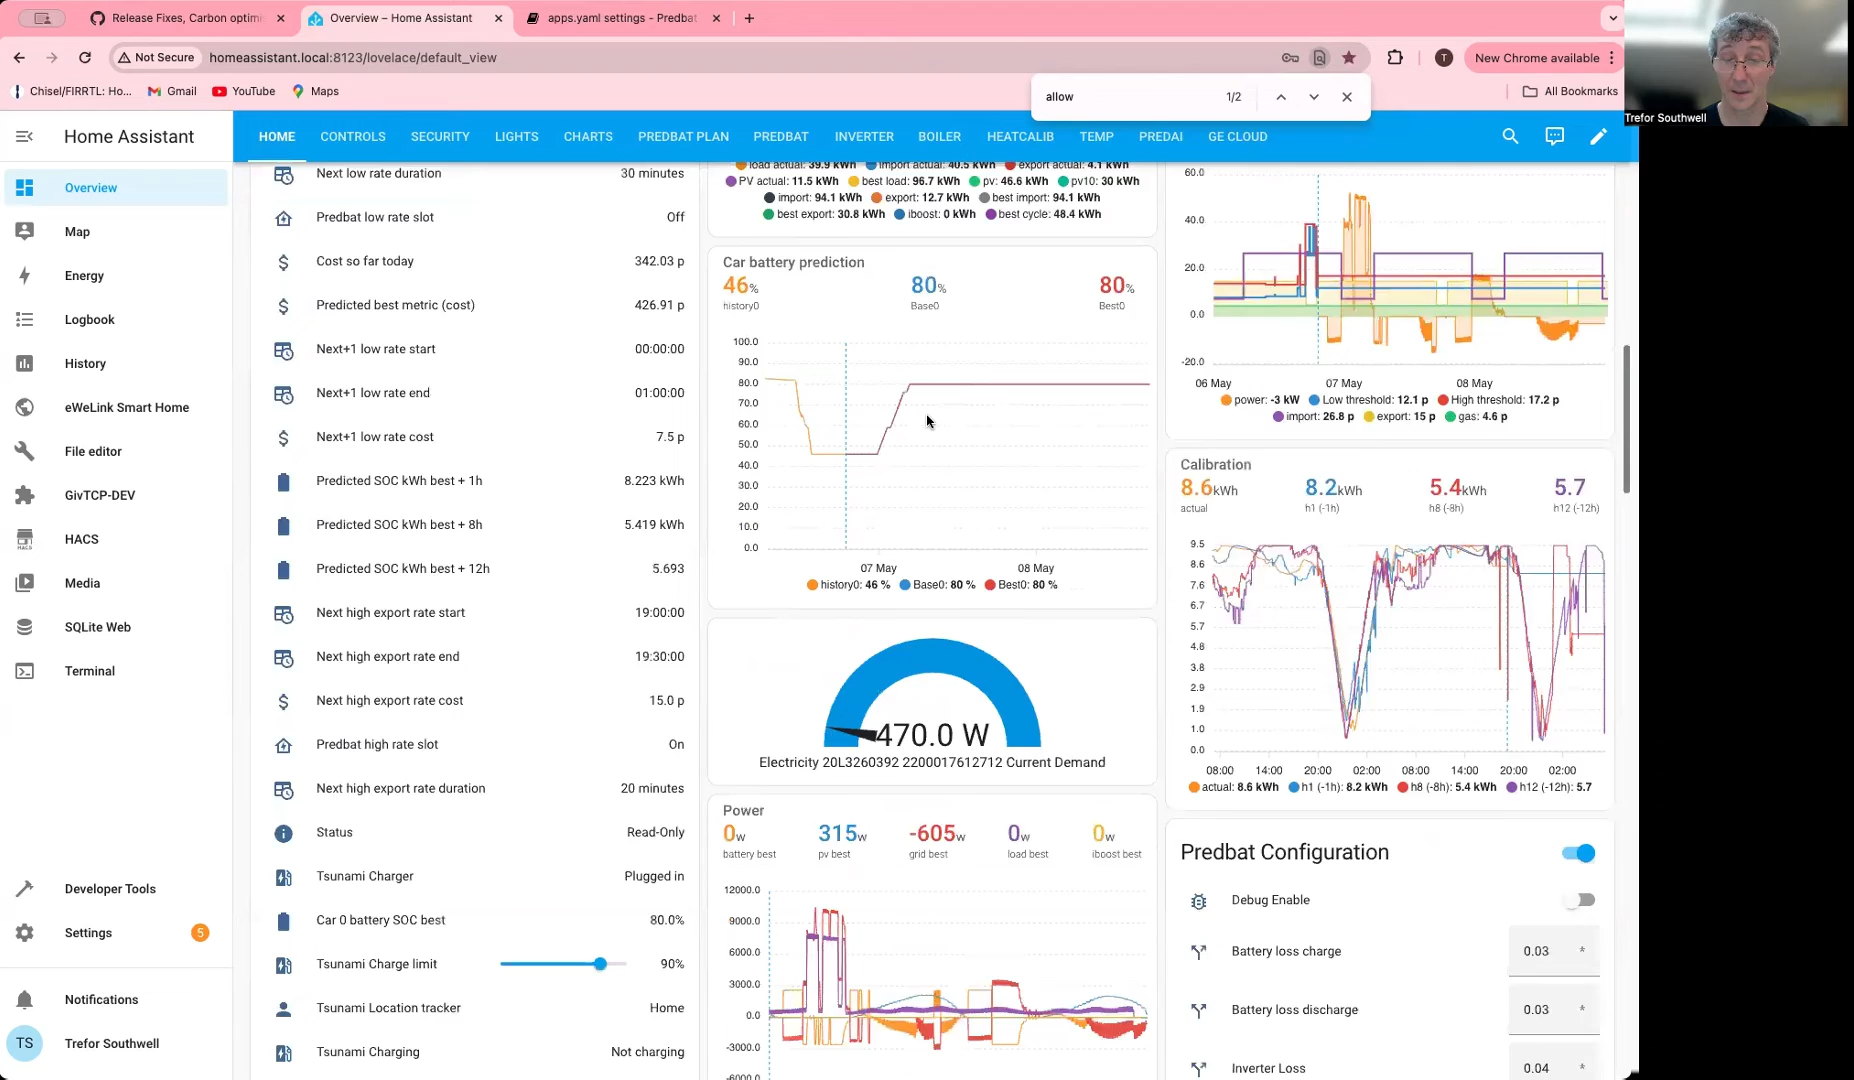 Release Fixes, Carbon optimi
Overview – Home Assistant
apps.yaml settings - Predbat
Not Secure
homeassistant.local:8123/lovelace/default_view
T
New Chrome available
Chisel/FIRRTL: Ho...
Gmail
YouTube
Maps
allow
1/2
All Bookmarks
Trefor Southwell
Home Assistant
HOME
CONTROLS
SECURITY
LIGHTS
CHARTS
PREDBAT PLAN
PREDBAT
INVERTER
BOILER
HEATCALIB
TEMP
PREDAI
GE CLOUD
Overview
Map
Energy
Logbook
History
eWeLink Smart Home
File editor
GivTCP-DEV
HACS
HACS
Media
SQLite Web
Terminal
Developer Tools
Settings
5
Notifications
TS
Trefor Southwell
Next low rate duration 30 minutes
Predbat low rate slot Off
Cost so far today 342.03 p
Predicted best metric (cost) 426.91 p
Next+1 low rate start 00:00:00
Next+1 low rate end 01:00:00
Next+1 low rate cost 7.5 p
Predicted SOC kWh best + 1h 8.223 kWh
Predicted SOC kWh best + 8h 5.419 kWh
Predicted SOC kWh best + 12h 5.693
Next high export rate start 19:00:00
Next high export rate end 19:30:00
Next high export rate cost 15.0 p
Predbat high rate slot On
Next high export rate duration 20 minutes
Status Read-Only
Tsunami Charger Plugged in
Car 0 battery SOC best 80.0%
Tsunami Charge limit 90%
Tsunami Location tracker Home
Tsunami Charging Not charging
load actual: 39.9 kWh import actual: 40.5 kWh export actual: 4.1 kWh
PV actual: 11.5 kWh best load: 96.7 kWh pv: 46.6 kWh pv10: 30 kWh
import: 94.1 kWh export: 12.7 kWh best import: 94.1 kWh
best export: 30.8 kWh iboost: 0 kWh best cycle: 48.4 kWh
Car battery prediction
46% 80% 80%
history0 Base0 Best0
100.0
90.0
80.0
70.0
60.0
50.0
40.0
30.0
20.0
10.0
0.0
07 May 08 May
history0: 46 % Base0: 80 % Best0: 80 %
470.0 W
Electricity 20L3260392 2200017612712 Current Demand
Power
0w 315w -605w 0w 0w
battery best pv best grid best load best iboost best
12000.0
9000.0
6000.0
3000.0
0.0
-3000.0
-6000.0
60.0
40.0
20.0
0.0
-20.0
06 May 07 May 08 May
power: -3 kW Low threshold: 12.1 p High threshold: 17.2 p
import: 26.8 p export: 15 p gas: 4.6 p
Calibration
8.6kWh 8.2kWh 5.4kWh 5.7
actual h1 (-1h) h8 (-8h) h12 (-12h)
9.5
8.6
7.6
6.7
5.7
4.8
3.8
2.9
1.9
1.0
0.0
08:00 14:00 20:00 02:00 08:00 14:00 20:00 02:00
actual: 8.6 kWh h1 (-1h): 8.2 kWh h8 (-8h): 5.4 kWh h12 (-12h): 5.7
Predbat Configuration
Debug Enable
Battery loss charge 0.03 *
Battery loss discharge 0.03 *
Inverter Loss 0.04 *